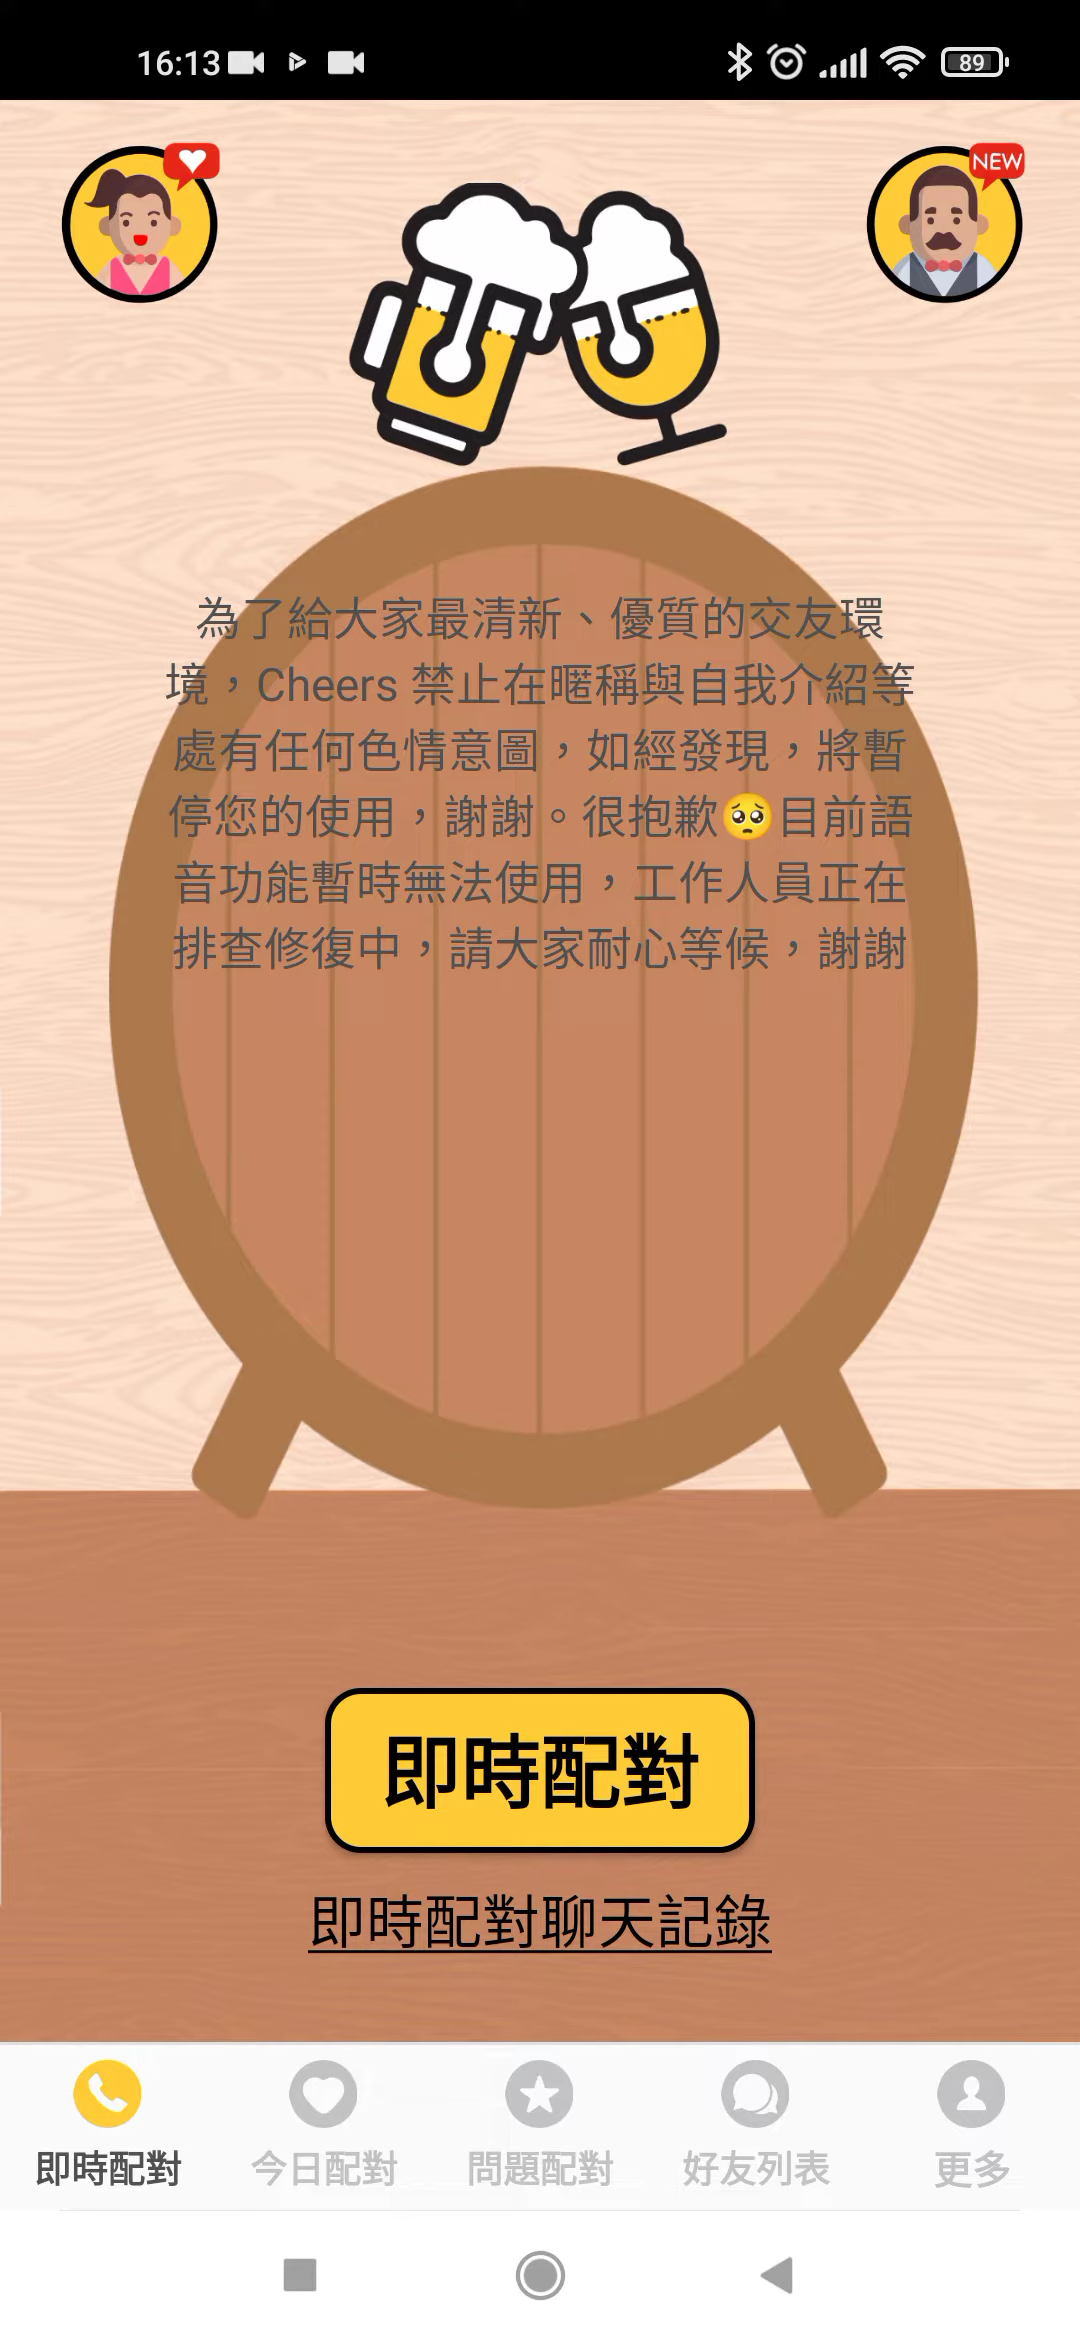 16:13
89
NEW
為了給大家最清新、優質的交友環
境，Cheers 禁止在暱稱與自我介紹等
處有任何色情意圖，如經發現，將暫
停您的使用，謝謝。很抱歉🥺目前語
音功能暫時無法使用，工作人員正在
排查修復中，請大家耐心等候，謝謝
即時配對
即時配對聊天記錄
即時配對 今日配對 問題配對 好友列表 更多